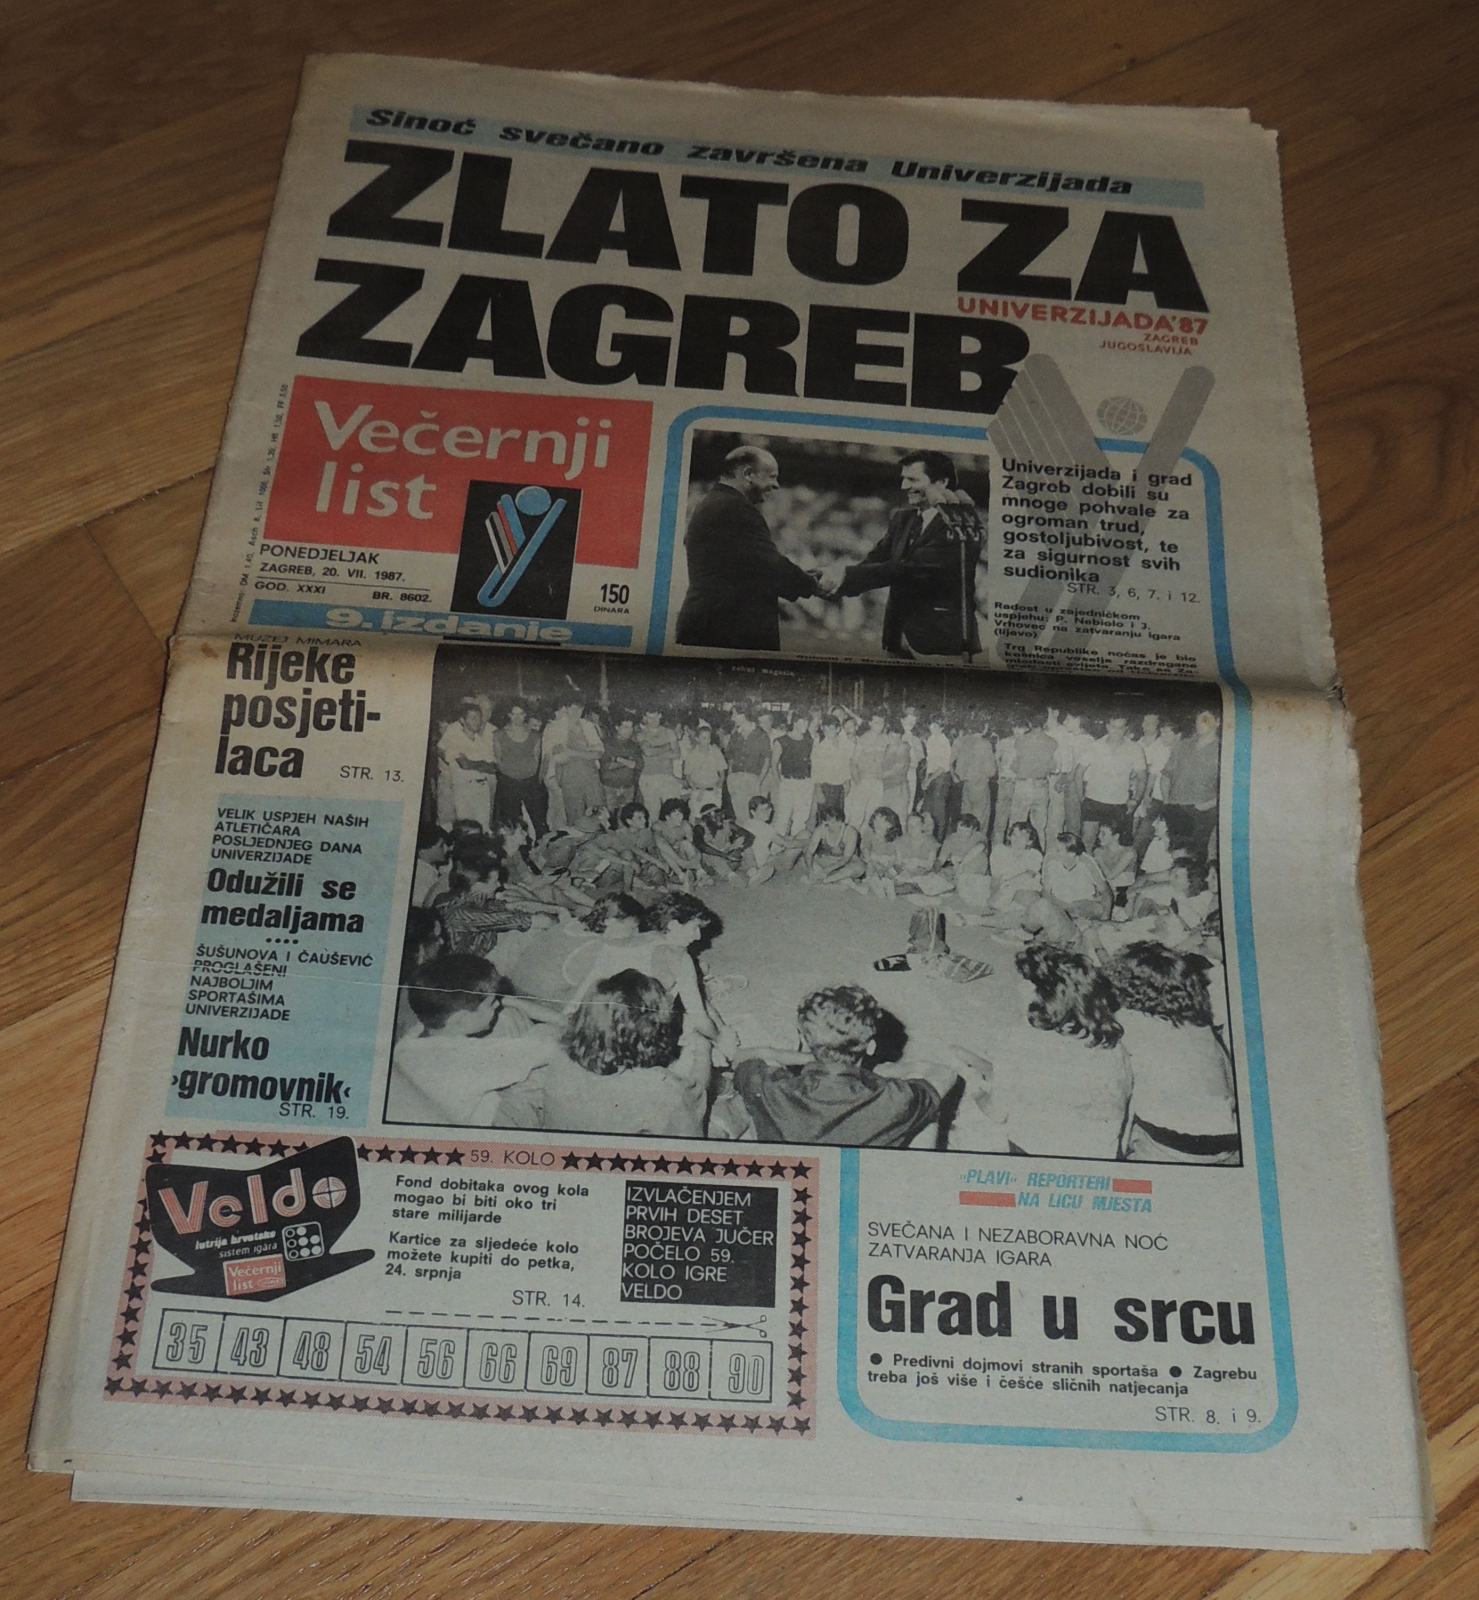 Sinoć svečano završena Univerzijada
ZLATO ZA
ZAGREB
UNIVERZIJADA'87
ZAGREB
JUGOSLAVIJA
Večernji
list
PONEDJELJAK
ZAGREB, 20. VII. 1987.
GOD. XXXI BR. 8602.
150
DINARA
9. izdanje
Univerzijada i grad
Zagreb dobili su
mnoge pohvale za
ogroman trud,
gostoljubivost, te
za sigurnost svih
sudionika
STR. 3, 6, 7. i 12.
Radost u zajedničkom
uspjehu: P. Nebiolo i J.
Vrhovec na zatvaranju igara
(lijevo)
Trg Republike noćas je bio
košnica veselja razdragane
MUZEJ MIMARA
Rijeke
posjeti-
laca
STR. 13.
VELIK USPJEH NAŠIH
ATLETIČARA
POSLJEDNJEG DANA
UNIVERZIJADE
Odužili se
medaljama
••••
ŠUŠUNOVA I ČAUŠEVIĆ
PROGLAŠENI
NAJBOLJIM
SPORTAŠIMA
UNIVERZIJADE
Nurko
›gromovnik‹
STR. 19.
59. KOLO
Veldo
lutrija hrvatske
sistem igara
Večernji
list
Fond dobitaka ovog kola
mogao bi biti oko tri
stare milijarde
Kartice za sljedeće kolo
možete kupiti do petka,
24. srpnja
STR. 14.
IZVLAČENJEM
PRVIH DESET
BROJEVA JUČER
POČELO 59.
KOLO IGRE
VELDO
35 43 48 54 56 66 69 87 88 90
»PLAVI« REPORTERI
NA LICU MJESTA
SVEČANA I NEZABORAVNA NOĆ
ZATVARANJA IGARA
Grad u srcu
● Predivni dojmovi stranih sportaša ● Zagrebu
treba još više i češće sličnih natjecanja
STR. 8. i 9.